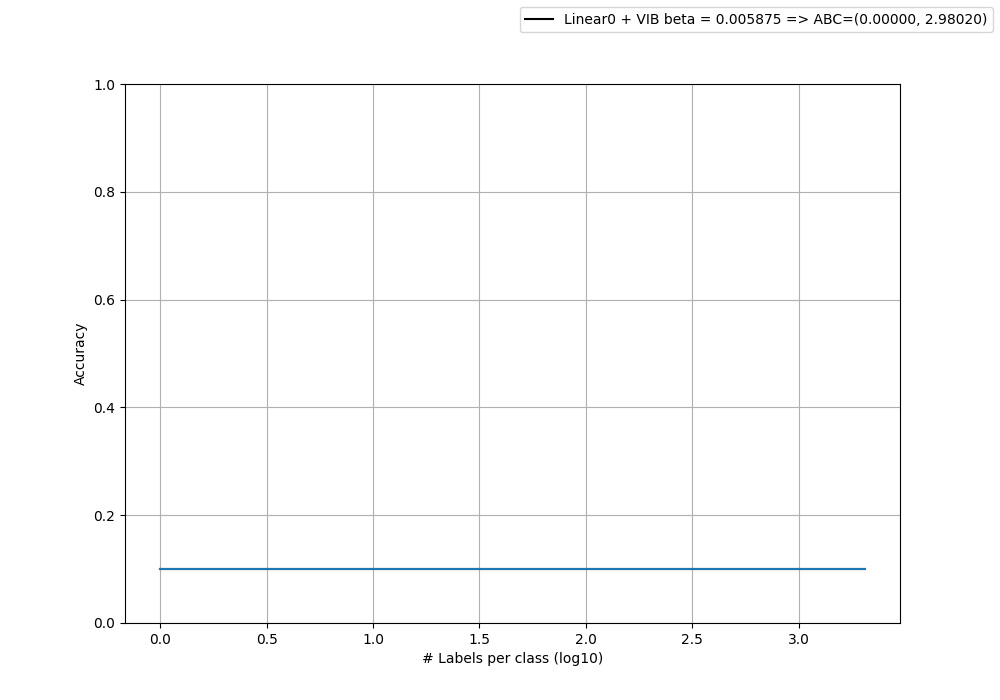 Linear0 + VIB beta = 0.005875 => ABC=(0.00000, 2.98020)
1.0
0.8
0.6
0.4
0.2
0.0
Accuracy
0.0 0.5 1.0 1.5 2.0 2.5 3.0
# Labels per class (log10)